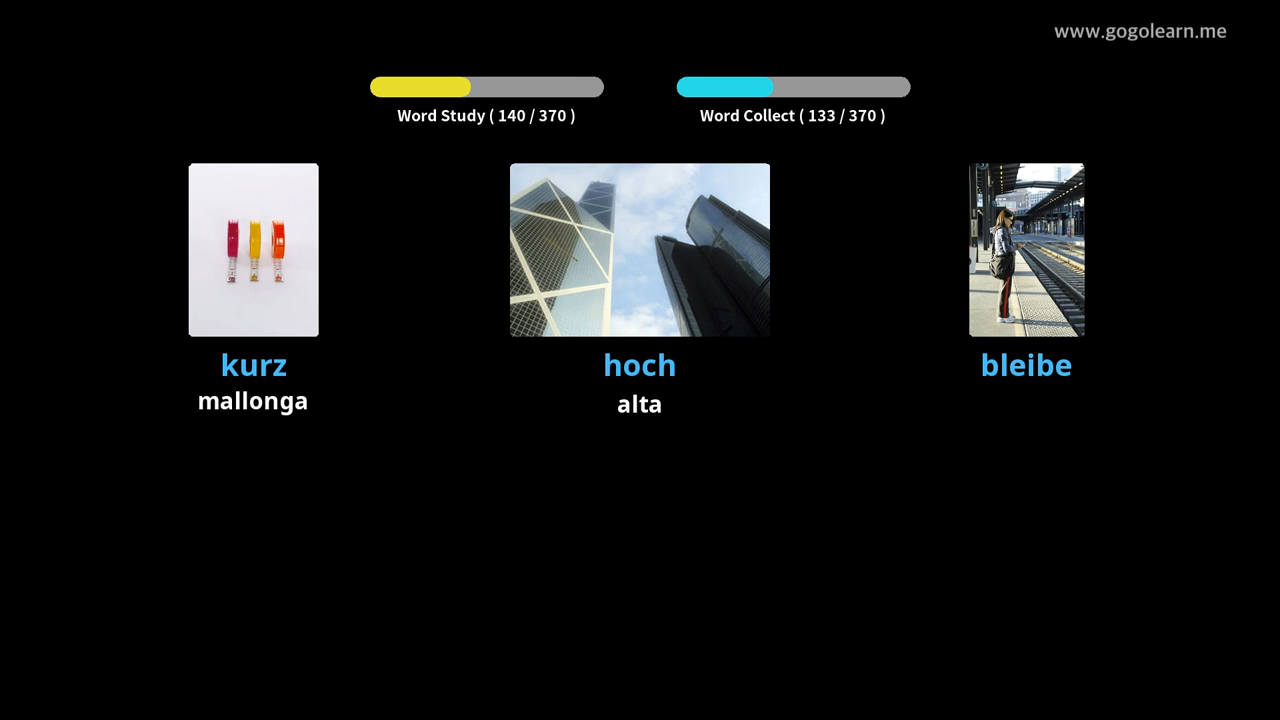 www.gogolearn.me
Word Study ( 140 / 370 )
Word Collect ( 133 / 370 )
kurz
mallonga
hoch
alta
bleibe